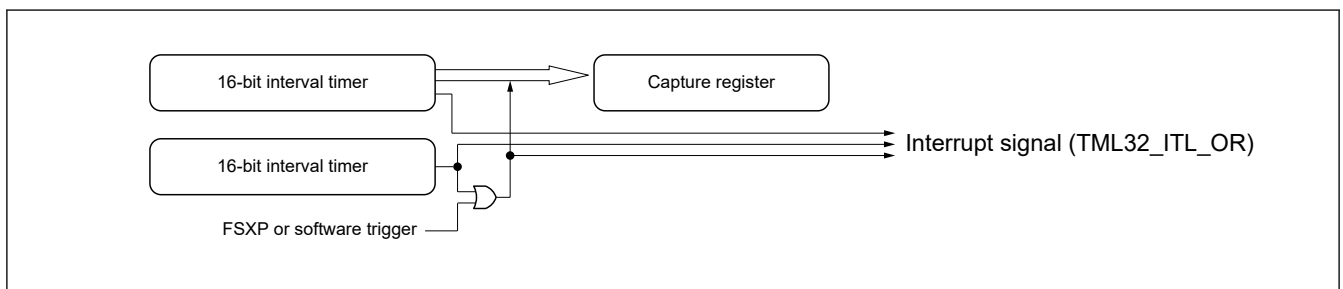 16-bit interval timer
Capture register
Interrupt signal (TML32_ITL_OR)
16-bit interval timer
FSXP or software trigger